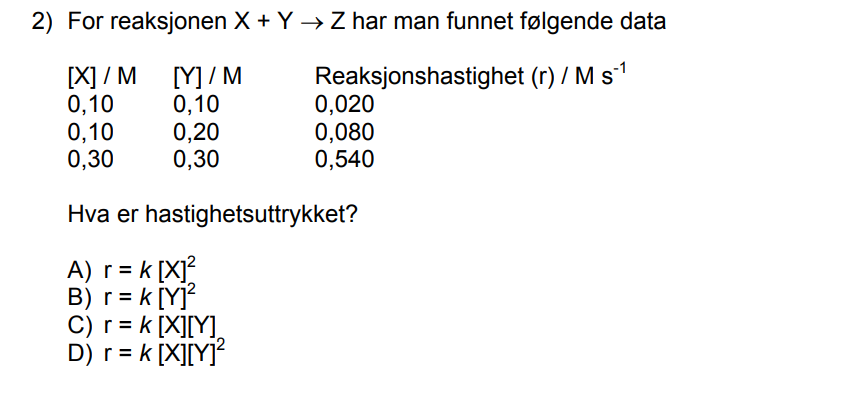 2) For reaksjonen X + Y → Z har man funnet følgende data
[X] / M [Y] / M Reaksjonshastighet (r) / M s⁻¹
0,10 0,10 0,020
0,10 0,20 0,080
0,30 0,30 0,540
Hva er hastighetsuttrykket?
A) r = k [X]²
B) r = k [Y]²
C) r = k [X][Y]
D) r = k [X][Y]²